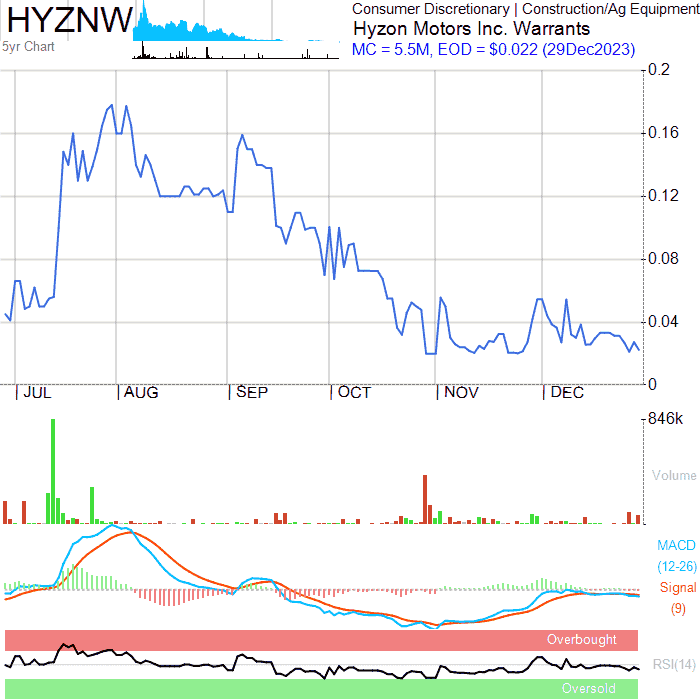 HYZNW
5yr Chart
Consumer Discretionary | Construction/Ag Equipment
Hyzon Motors Inc. Warrants
MC = 5.5M, EOD = $0.022 (29Dec2023)
0.2
0.16
0.12
0.08
0.04
0
JUL AUG SEP OCT NOV DEC
846k
Volume
MACD
(12-26)
Signal
(9)
Overbought
RSI(14)
Oversold